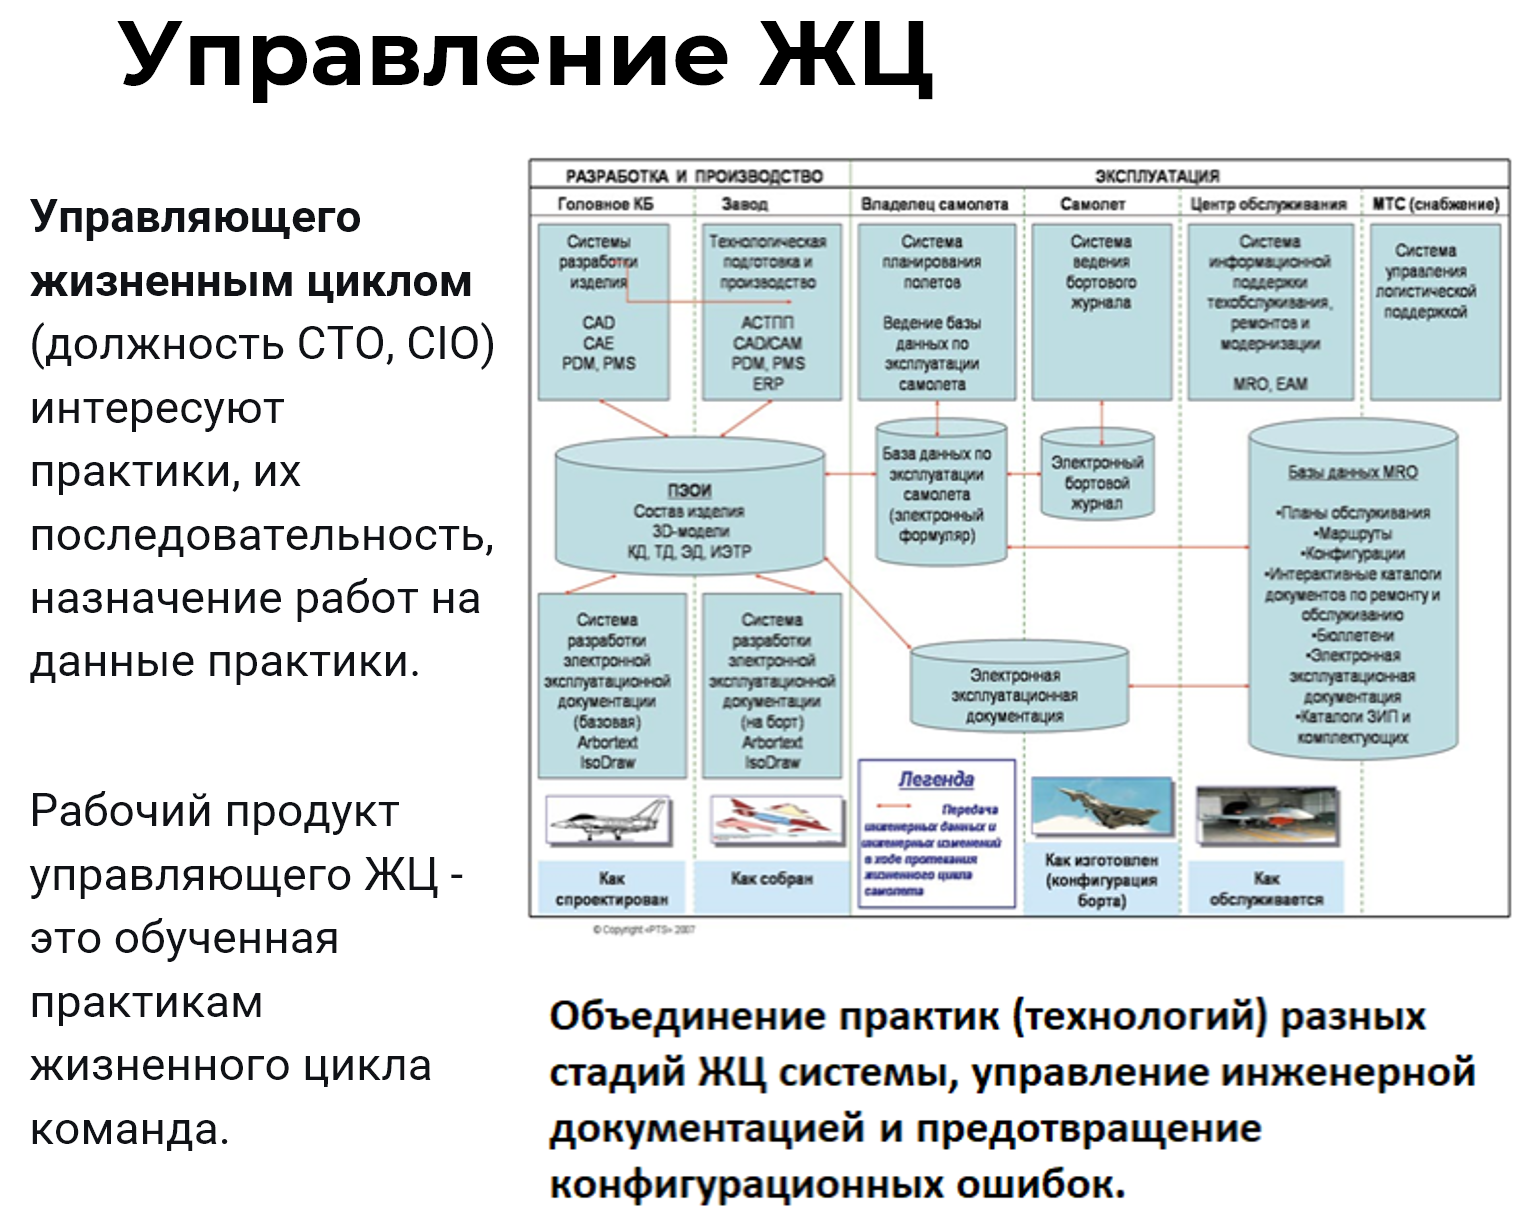 Управление ЖЦ
Управляющего
жизненным циклом
(должность CTO, CIO)
интересуют
практики, их
последовательность,
назначение работ на
данные практики.
Рабочий продукт
управляющего ЖЦ -
это обученная
практикам
жизненного цикла
команда.
РАЗРАБОТКА И ПРОИЗВОДСТВО
ЭКСПЛУАТАЦИЯ
Головное КБ
Завод
Владелец самолета
Самолет
Центр обслуживания
МТС (снабжение)
Системы
разработки
изделия
CAD
CAE
PDM, PMS
Технологическая
подготовка и
производство
АСТПП
CAD/CAM
PDM, PMS
ERP
Система
планирования
полетов
Ведение базы
данных по
эксплуатации
самолета
Система
ведения
бортового
журнала
Система
информационной
поддержки
техобслуживания,
ремонтов и
модернизации
MRO, EAM
Система
управления
логистической
поддержкой
ПЭОИ
Состав изделия
3D-модели
КД, ТД, ЭД, ИЭТР
База данных по
эксплуатации
самолета
(электронный
формуляр)
Электронный
бортовой
журнал
Базы данных MRO
•Планы обслуживания
•Маршруты
•Конфигурации
•Интерактивные каталоги
документов по ремонту и
обслуживанию
•Бюллетени
•Электронная
эксплуатационная
документация
•Каталоги ЗИП и
комплектующих
Система
разработки
электронной
эксплуатационной
документации
(базовая)
Arbortext
IsoDraw
Система
разработки
электронной
эксплуатационной
документации
(на борт)
Arbortext
IsoDraw
Электронная
эксплуатационная
документация
Легенда
Передача
инженерных данных и
инженерных изменений
в ходе протекания
жизненного цикла
самолета
Как
спроектирован
Как собран
Как изготовлен
(конфигурация
борта)
Как
обслуживается
© Copyright «PTS» 2007
Объединение практик (технологий) разных
стадий ЖЦ системы, управление инженерной
документацией и предотвращение
конфигурационных ошибок.